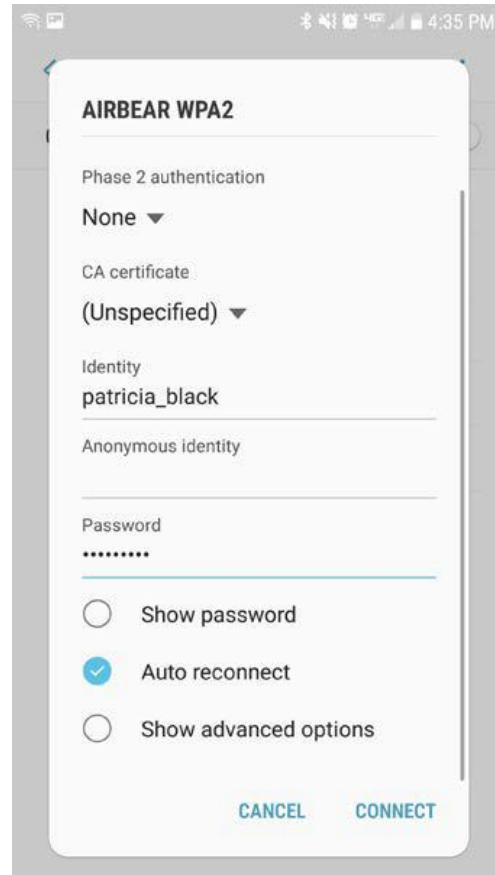 4:35 PM
AIRBEAR WPA2
Phase 2 authentication
None
CA certificate
(Unspecified)
Identity
patricia_black
Anonymous identity
Password
•••••••••
Show password
Auto reconnect
Show advanced options
CANCEL CONNECT